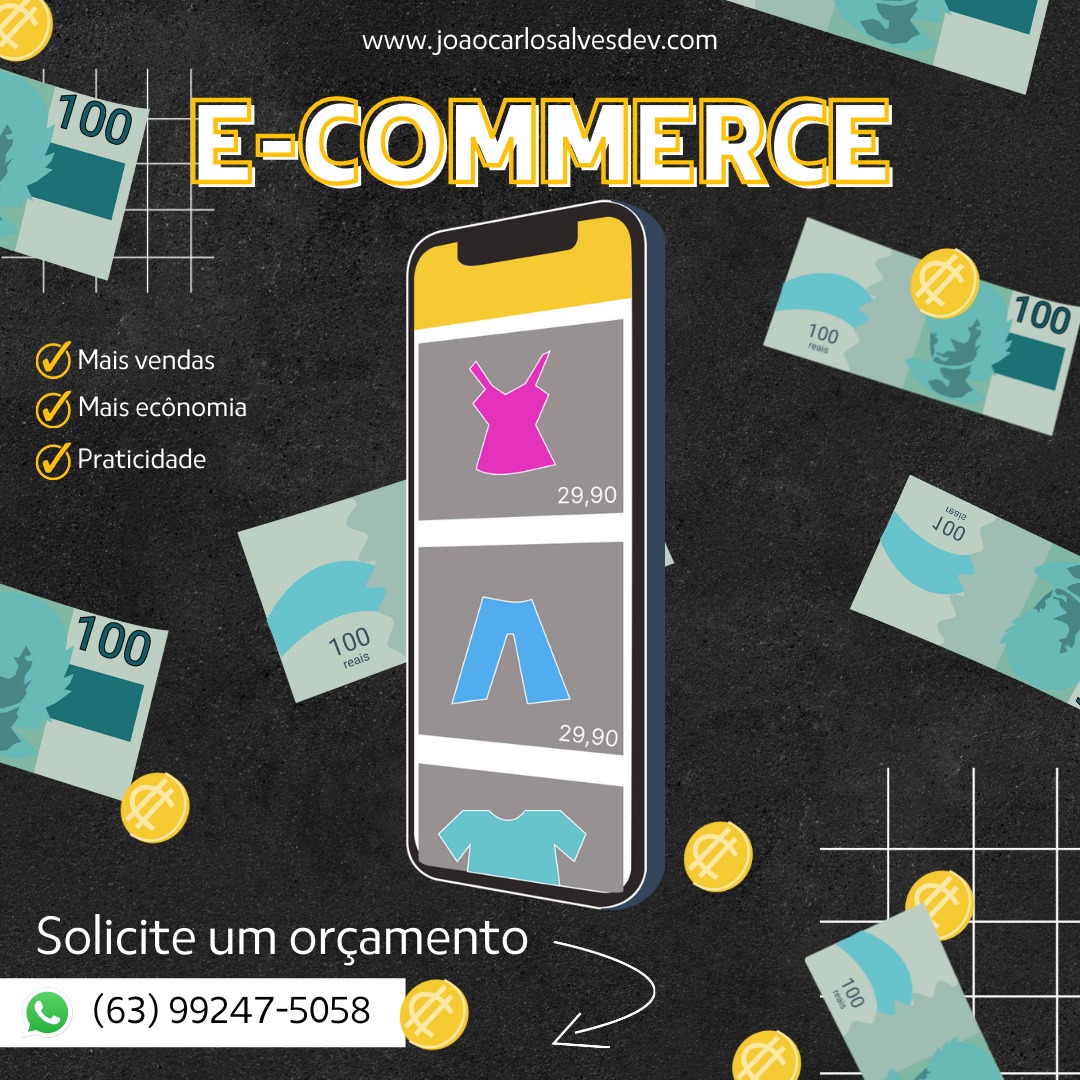 www.joaocarlosalvesdev.com
E-COMMERCE
100
100
100
reais
Mais vendas
Mais ecônomia
Praticidade
29,90
reais
100
100
reais
100
29,90
Solicite um orçamento
100
reais
(63) 99247-5058